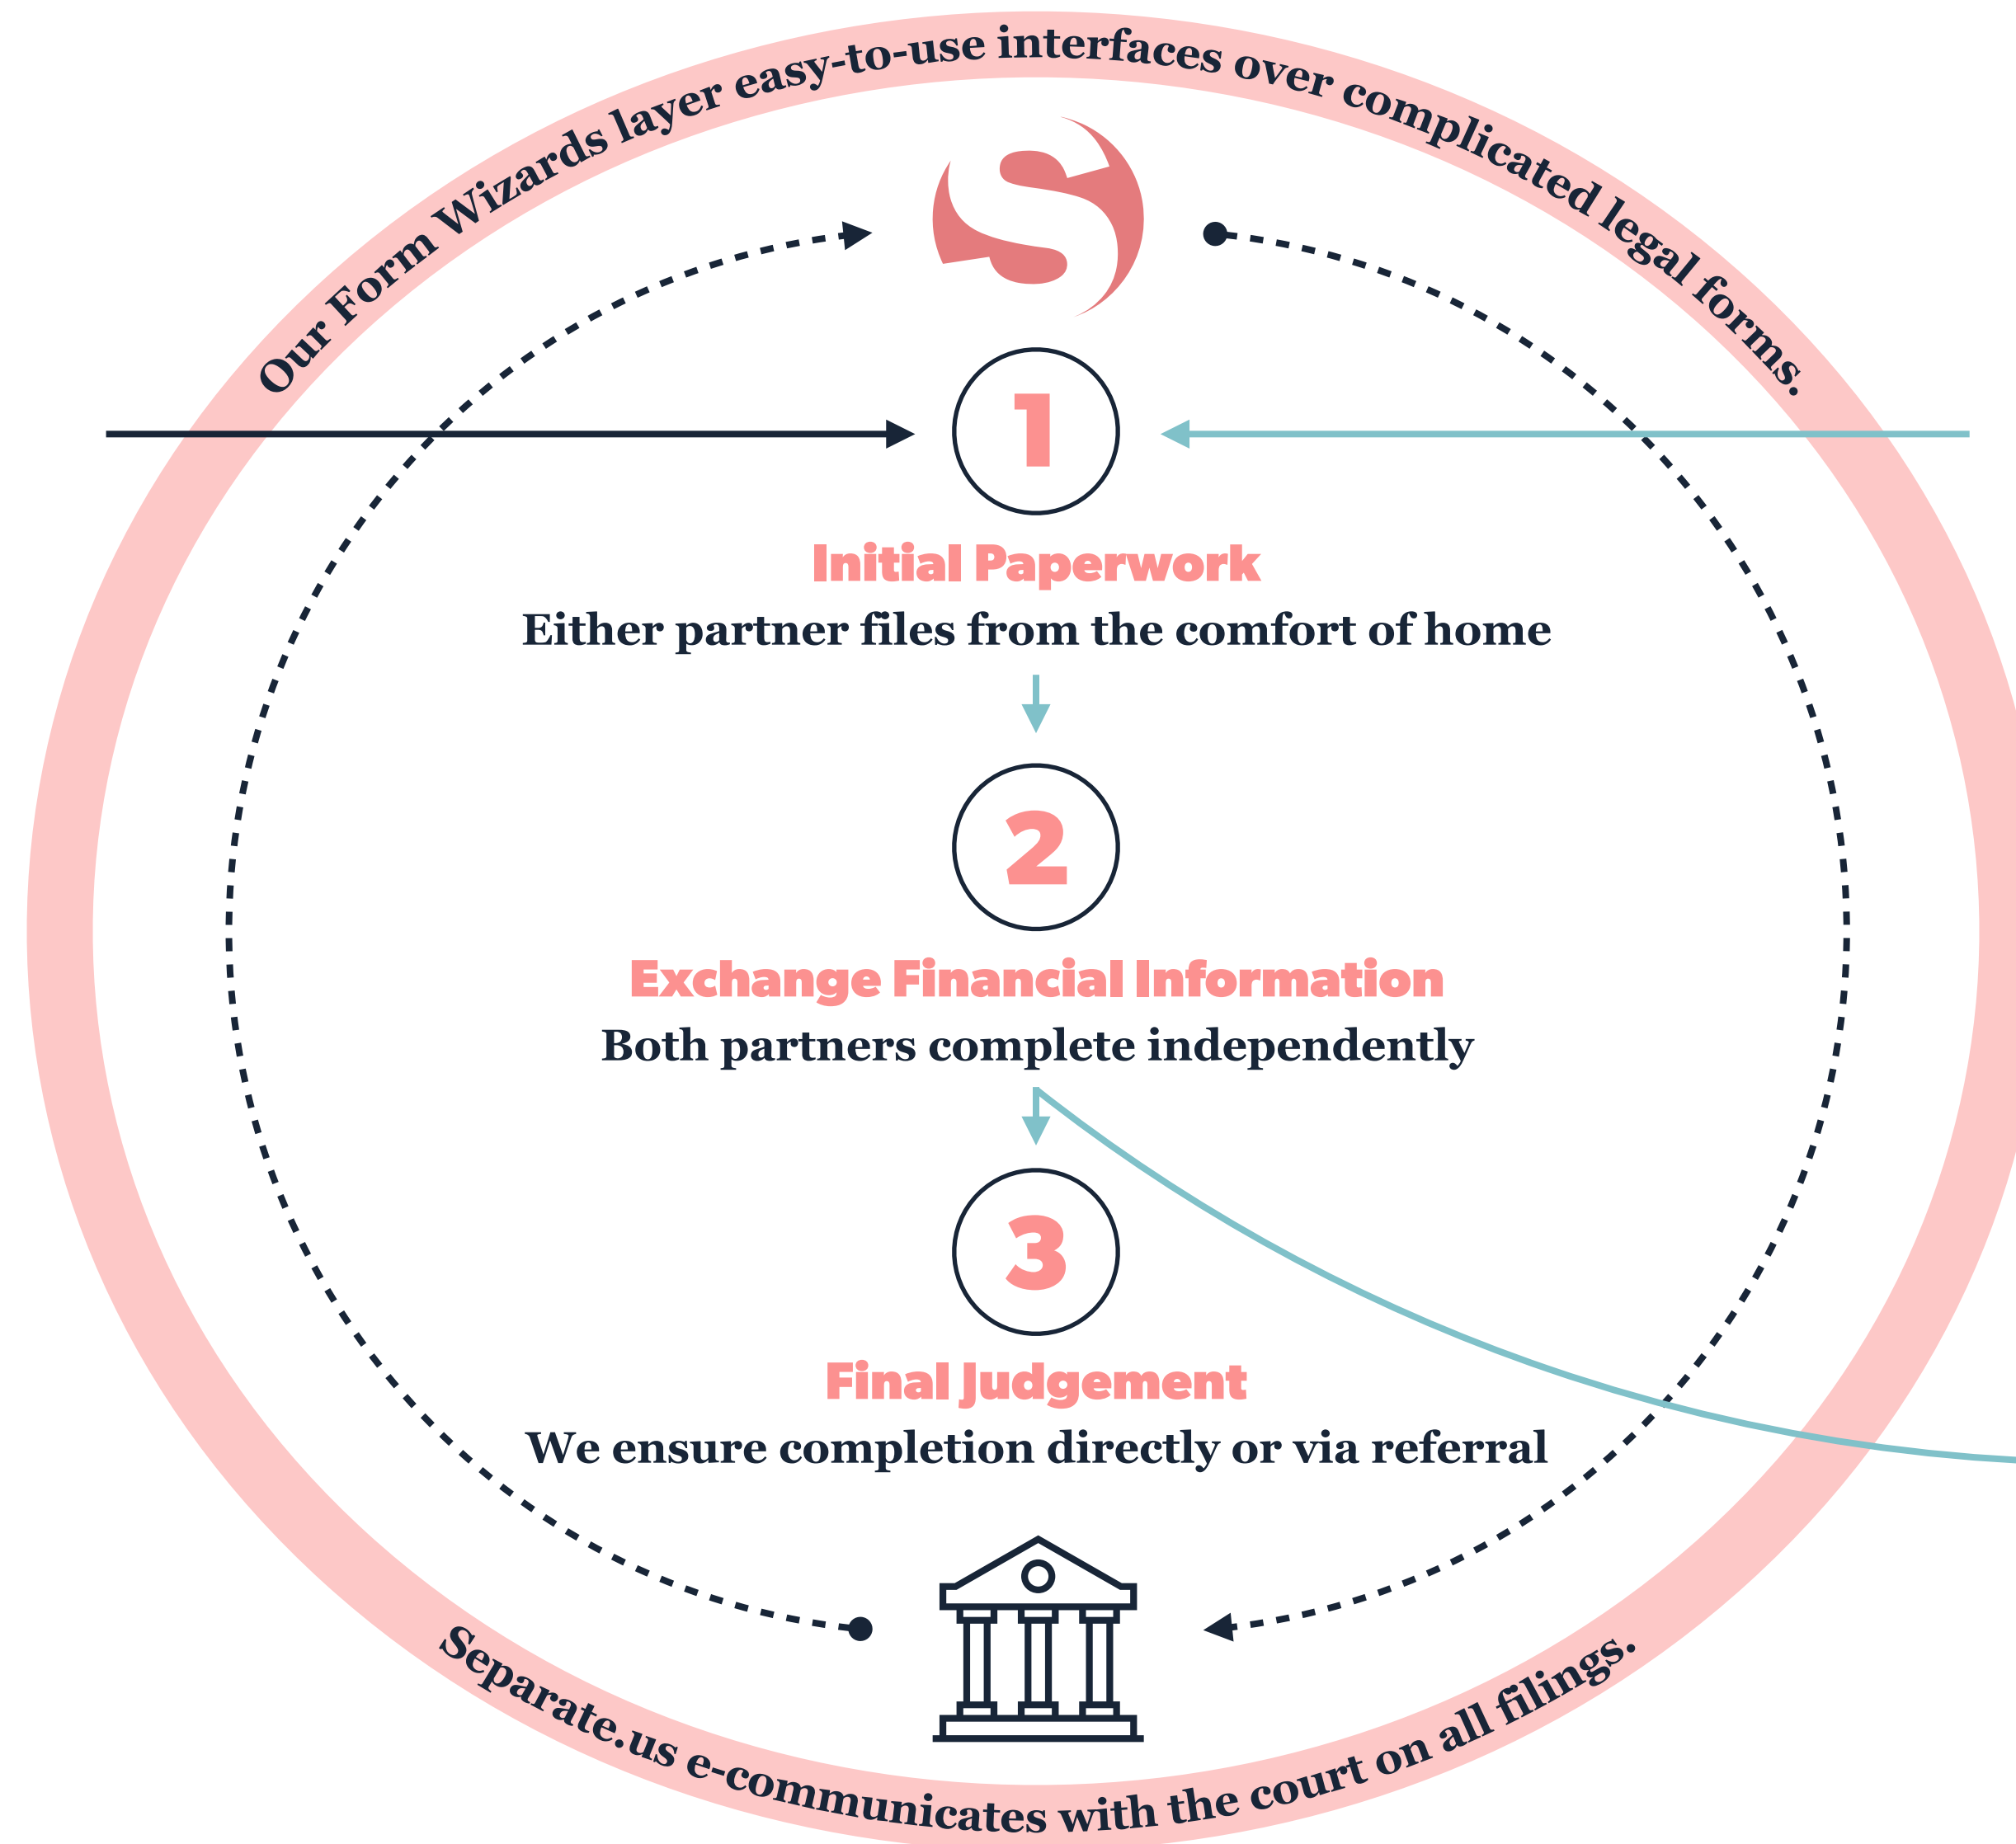 Our Form Wizards layer easy-to-use interfaces over complicated legal forms.
S
1
Initial Paperwork
Either partner files from the comfort of home
2
Exchange Financial Information
Both partners complete independently
3
Final Judgement
We ensure completion directly or via referral
Separate.us e-communicates with the court on all filings.